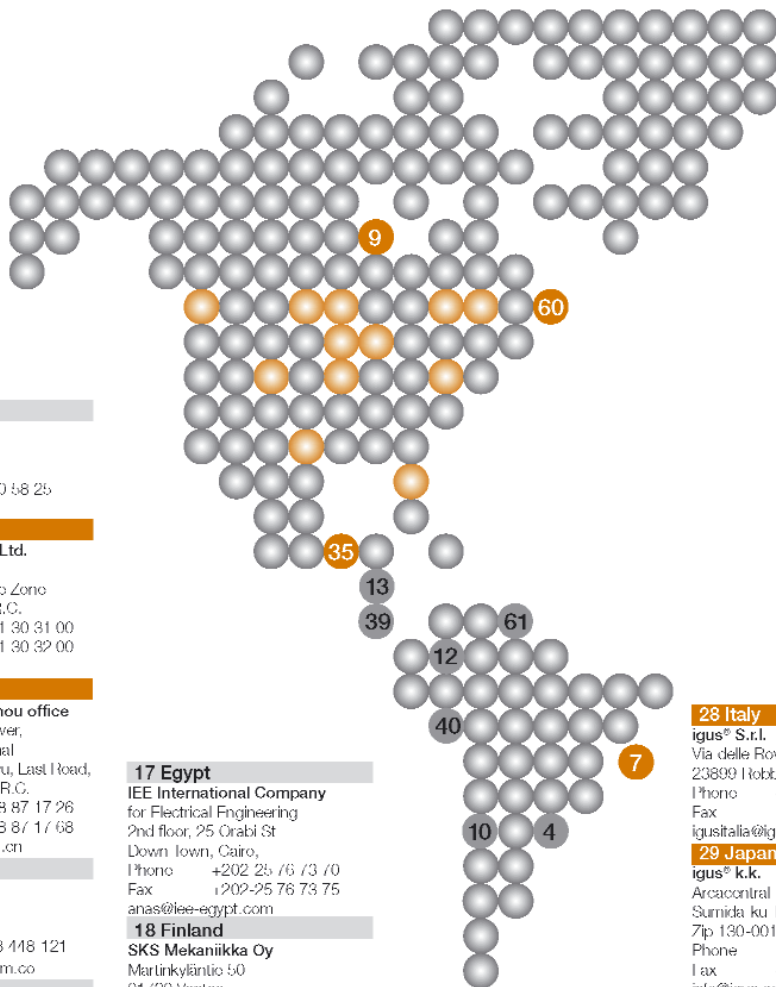 9
60
35
13
39
61
12
40
7
10
4
0 58 25
Ltd.
Zone
R.C.
1 30 31 00
1 30 32 00
hou office
ver,
nal
vu, East Road,
R.C.
8 87 17 26
8 87 17 68
.cn
3 448 121
m.co
17 Egypt
IEE International Company
for Electrical Engineering
2nd floor, 25 Orabi St
Down Town, Cairo,
Phone +202 25 76 73 70
Fax +202-25 76 73 75
anas@iee-egypt.com
18 Finland
SKS Mekaniikka Oy
Martinkyläntie 50
28 Italy
igus® S.r.l.
Via delle Rov
23899 Robb
Phone
Fax
igusitalia@ig
29 Japan
igus® k.k.
Arcacentral
Sumida-ku
Zip 130-001
Phone
Fax